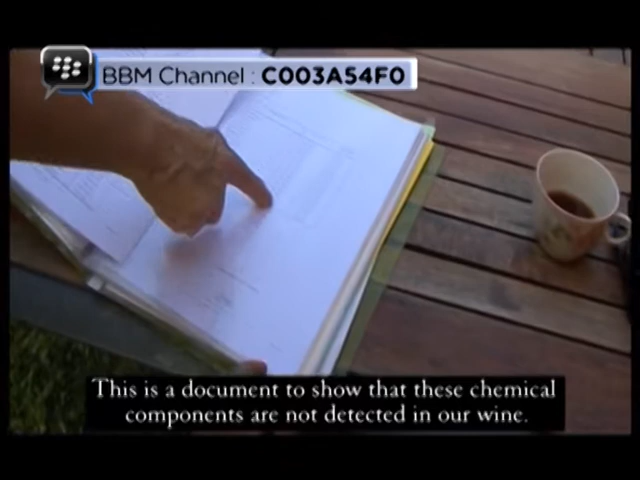 BBM Channel : C003A54F0
This is a document to show that these chemical
components are not detected in our wine.